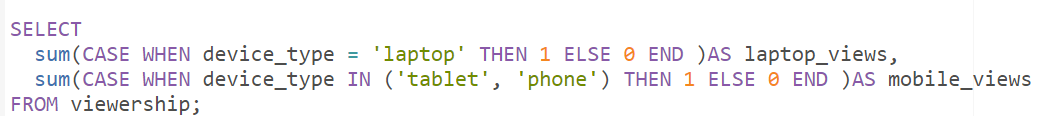 SELECT
  sum(CASE WHEN device_type = 'laptop' THEN 1 ELSE 0 END )AS laptop_views,
  sum(CASE WHEN device_type IN ('tablet', 'phone') THEN 1 ELSE 0 END )AS mobile_views
FROM viewership;